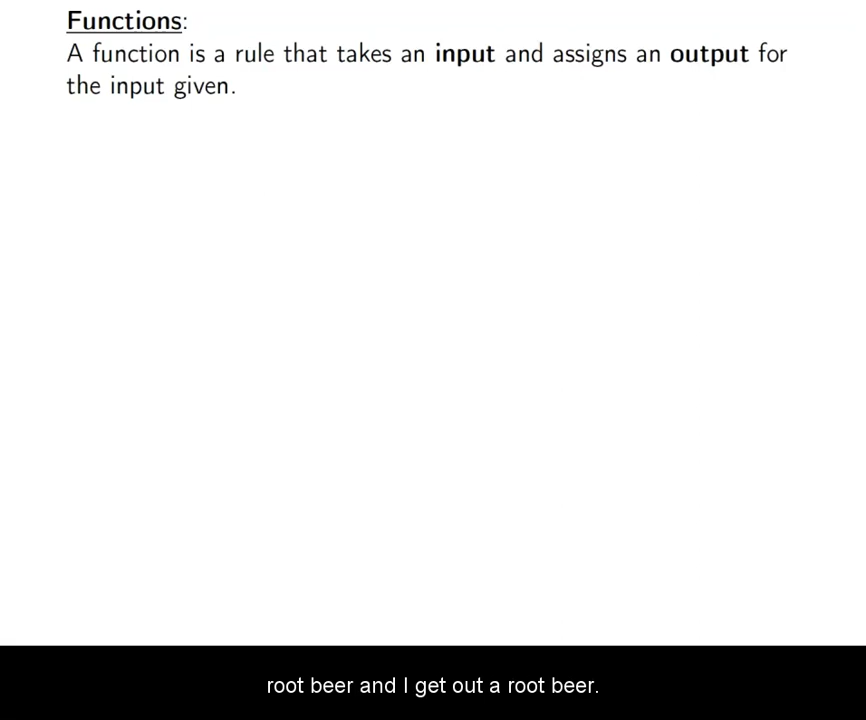 Functions:
A function is a rule that takes an input and assigns an output for
the input given.
root beer and I get out a root beer.